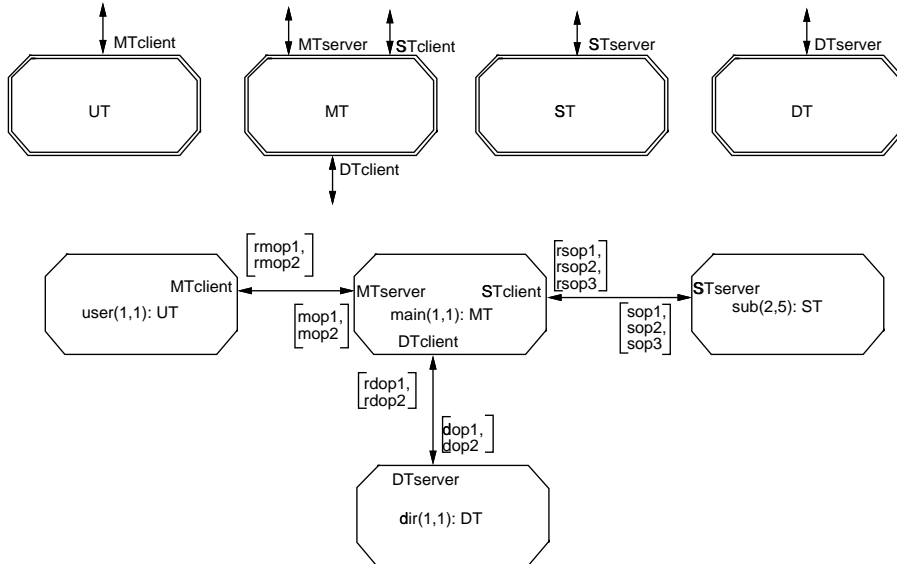 MTclient
MTserver
STclient
STserver
DTserver
UT
MT
ST
DT
DTclient
rmop1,
rmop2
rsop1,
rsop2,
rsop3
MTclient
MTserver
STclient
STserver
user(1,1): UT
main(1,1): MT
sub(2,5): ST
mop1,
mop2
sop1,
sop2,
sop3
DTclient
rdop1,
rdop2
dop1,
dop2
DTserver
dir(1,1): DT